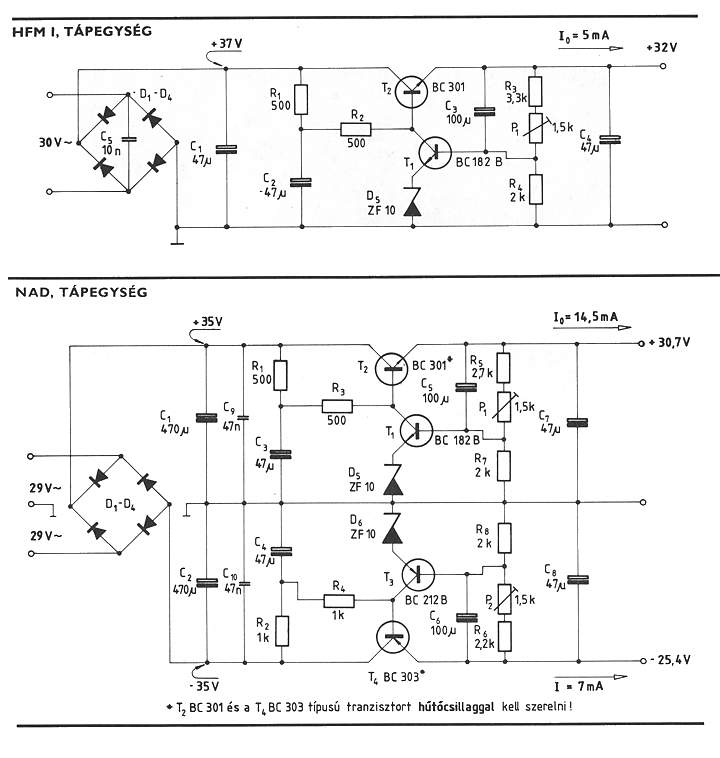 HFM I, TÁPEGYSÉG
+37V
I₀ = 5mA
+32V
D₁-D₄
T₂ BC 301
R₁
500
R₂
500
C₃
100µ
R₃
3,3k
P₁ 1,5k
C₅
10n
30V~
C₁
47µ
C₂
-47µ
T₁ BC 182 B
C₄
47µ
D₅
ZF 10
R₄
2k
NAD, TÁPEGYSÉG
+35V
I₀= 14,5mA
+30,7V
T₂ BC 301*
R₁
500
R₃
500
C₅
100µ
R₅
2,7k
P₁ 1,5k
C₁
470µ
C₉
47n
C₃
47µ
T₁ BC 182 B
C₇
47µ
R₇
2k
D₅
ZF 10
29V~
D₁-D₄
29V~
D₆
ZF 10
R₈
2k
C₄
47µ
C₂
470µ
C₁₀
47n
R₄
1k
T₃ BC 212 B
P₂ 1,5k
C₈
47µ
R₂
1k
C₆
100µ
R₆
2,2k
-35V
T₄ BC 303*
-25,4V
I = 7mA
* T₂ BC 301 és a T₄ BC 303 típusú tranzisztort hűtőcsillaggal kell szerelni!